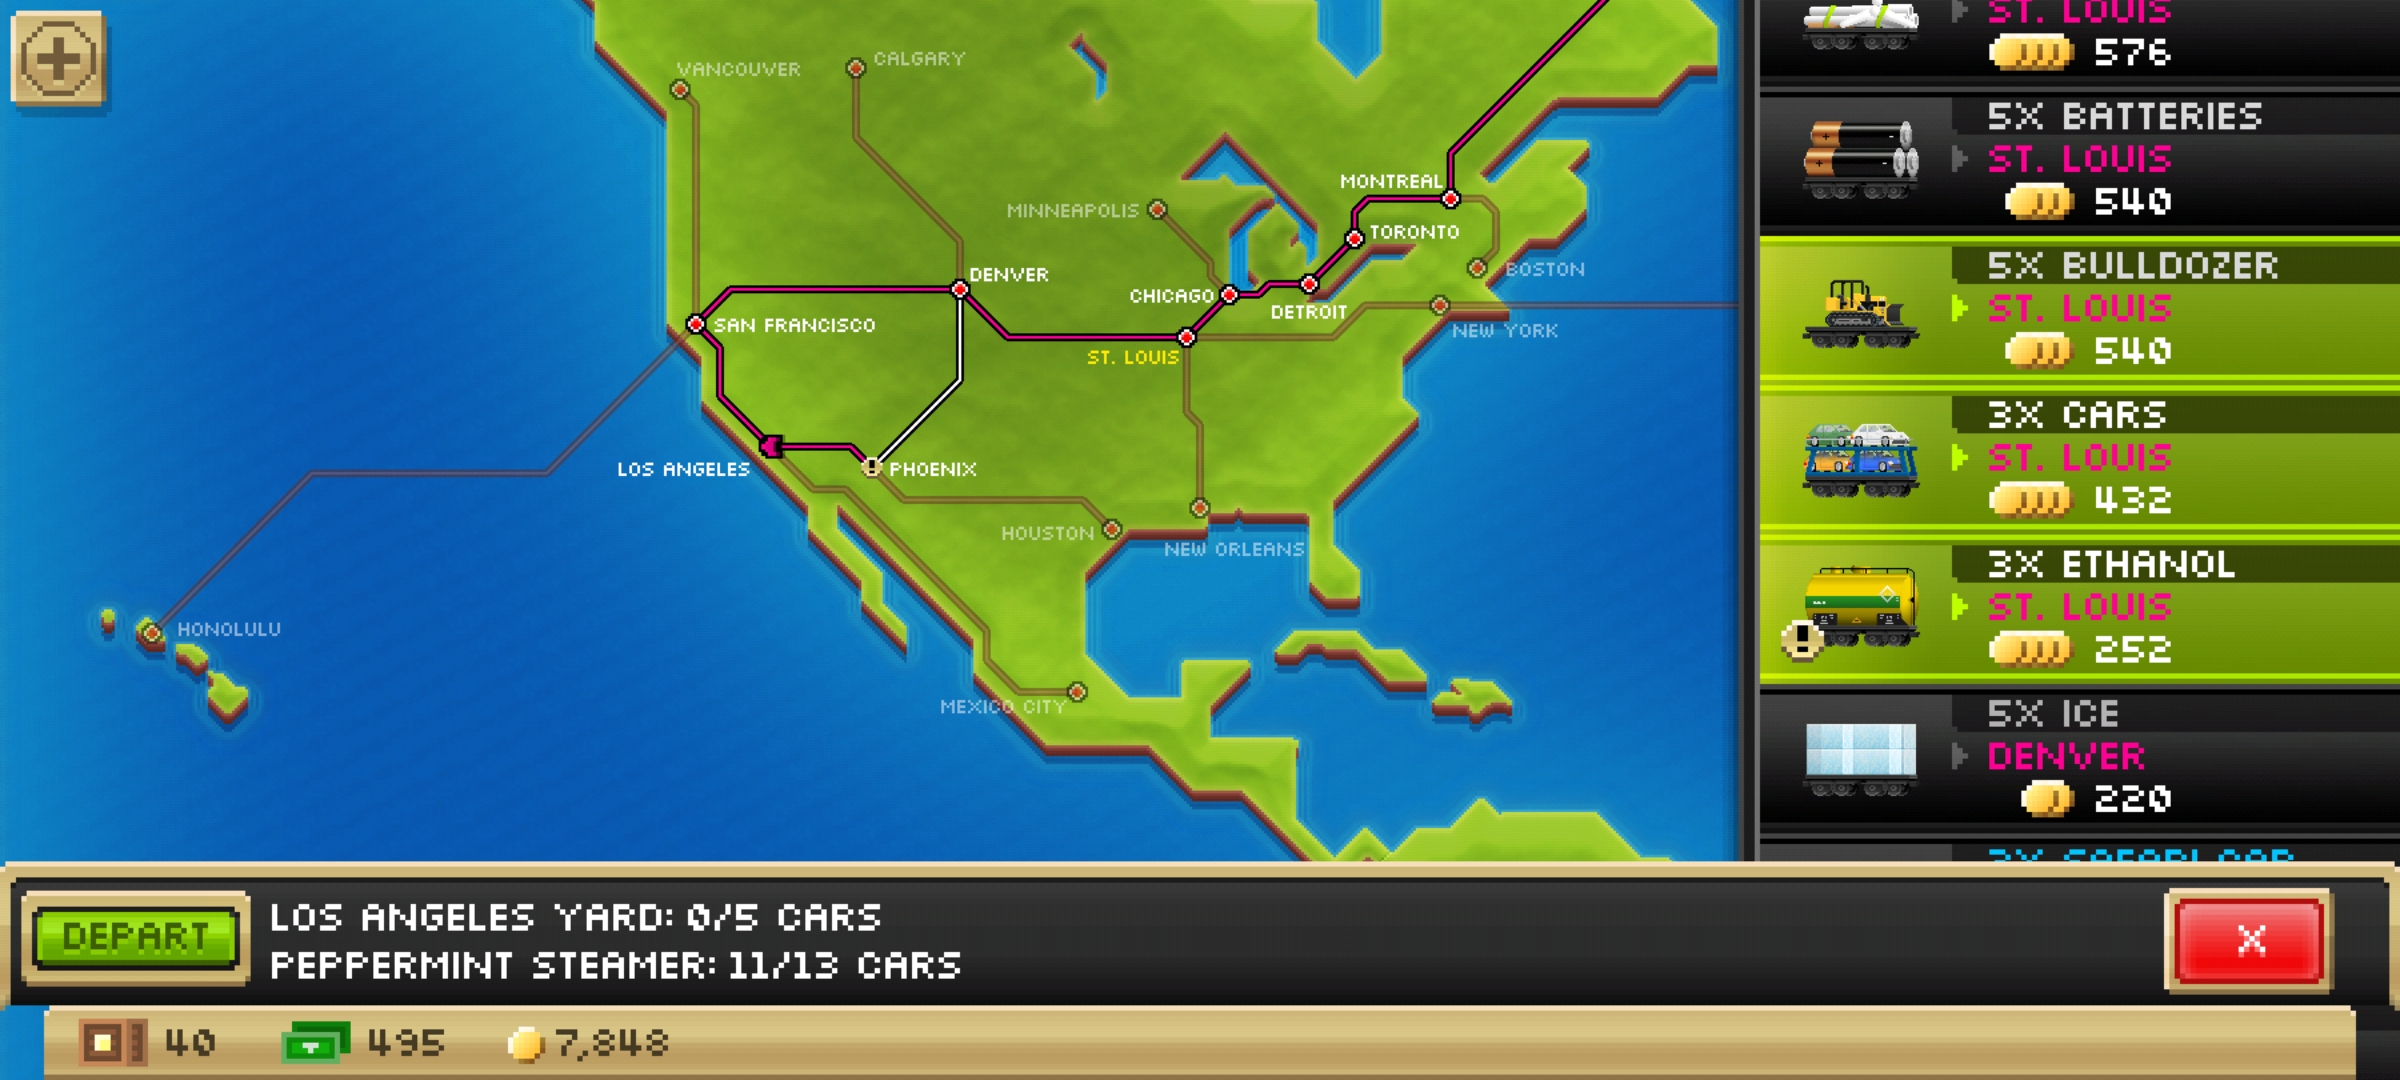 VANCOUVER
CALGARY
MINNEAPOLIS
MONTREAL
TORONTO
BOSTON
DENVER
CHICAGO
DETROIT
NEW YORK
SAN FRANCISCO
ST. LOUIS
LOS ANGELES
PHOENIX
HOUSTON
NEW ORLEANS
HONOLULU
MEXICO CITY
ST. LOUIS
576
5X BATTERIES
ST. LOUIS
540
5X BULLDOZER
ST. LOUIS
540
3X CARS
ST. LOUIS
432
3X ETHANOL
ST. LOUIS
252
5X ICE
DENVER
220
DEPART
LOS ANGELES YARD: 0/5 CARS
PEPPERMINT STEAMER: 11/13 CARS
X
40
495
7,848